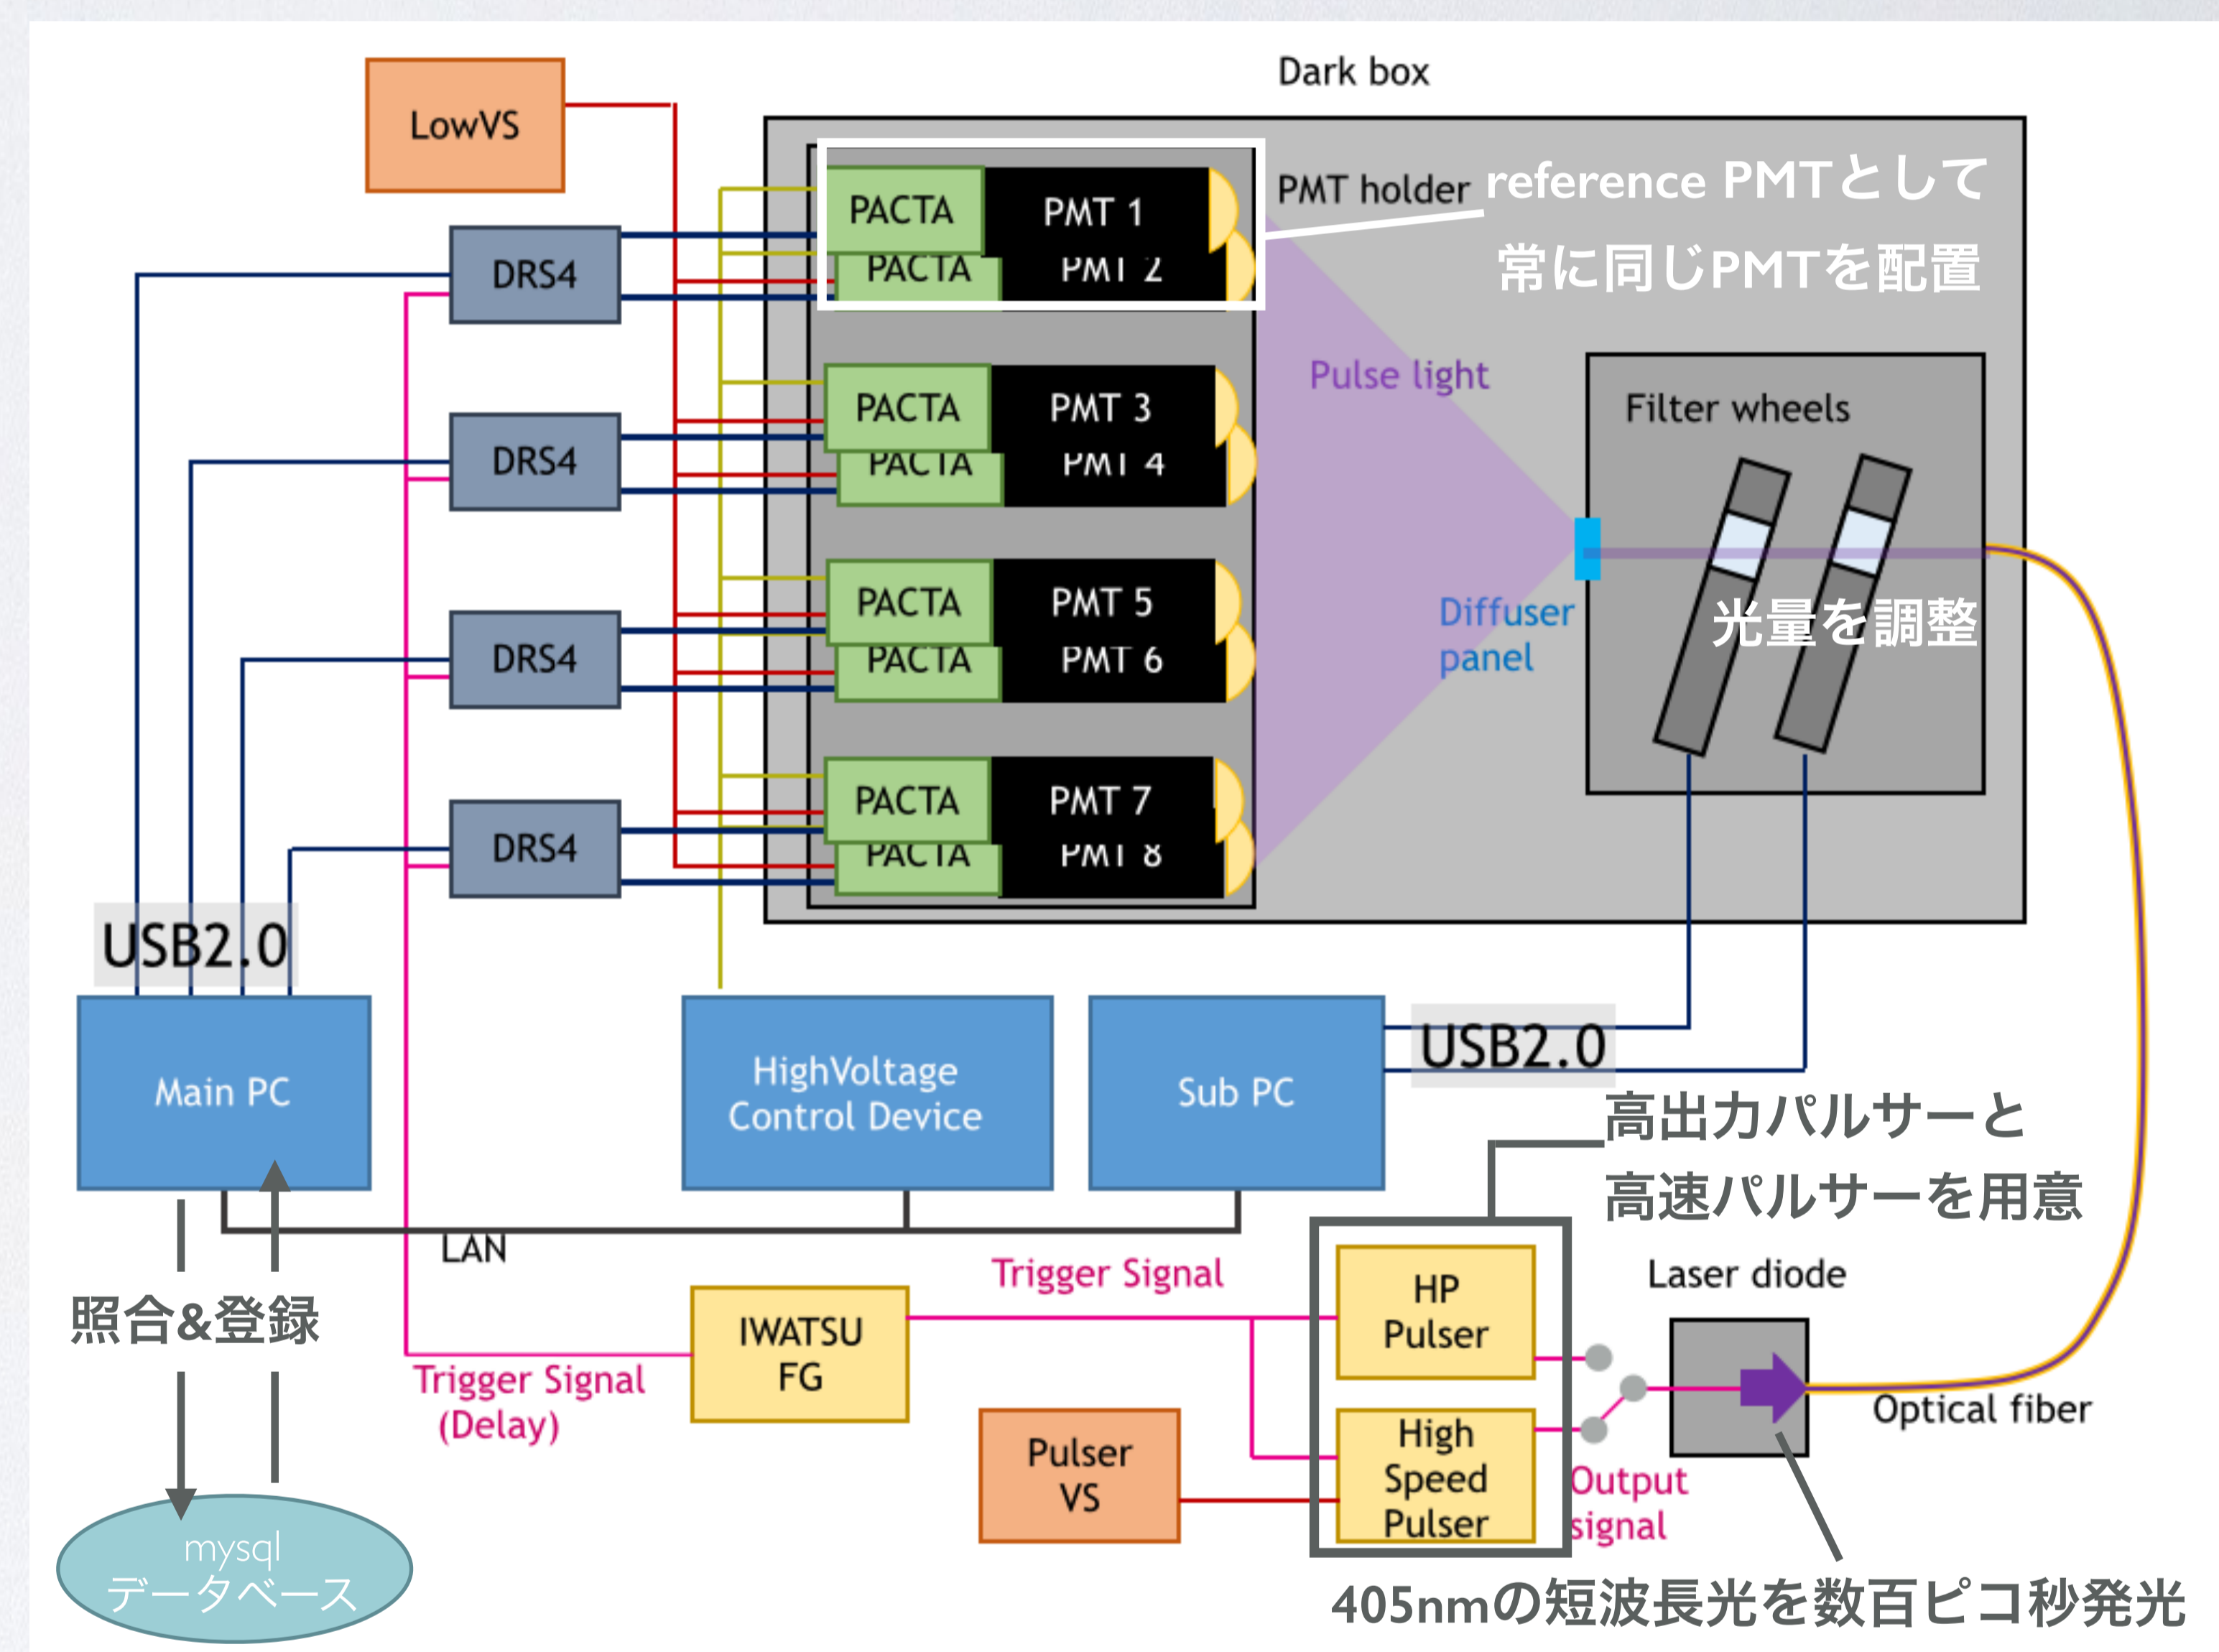 Dark box
LowVS
PACTA
PMT 1
PMT holder
reference PMTとして
常に同じPMTを配置
DRS4
PACTA
PMT 2
Pulse light
PACTA
PMT 3
Filter wheels
DRS4
PACTA
PMT 4
PACTA
PMT 5
Diffuser
panel
光量を調整
DRS4
PACTA
PMT 6
PACTA
PMT 7
DRS4
PACTA
PMT 8
USB2.0
Main PC
HighVoltage
Control Device
Sub PC
USB2.0
高出力パルサーと
高速パルサーを用意
LAN
照合&登録
Trigger Signal
(Delay)
IWATSU
FG
Trigger Signal
HP
Pulser
Laser diode
Optical fiber
Pulser
VS
High
Speed
Pulser
Output
signal
mysql
データベース
405nmの短波長光を数百ピコ秒発光